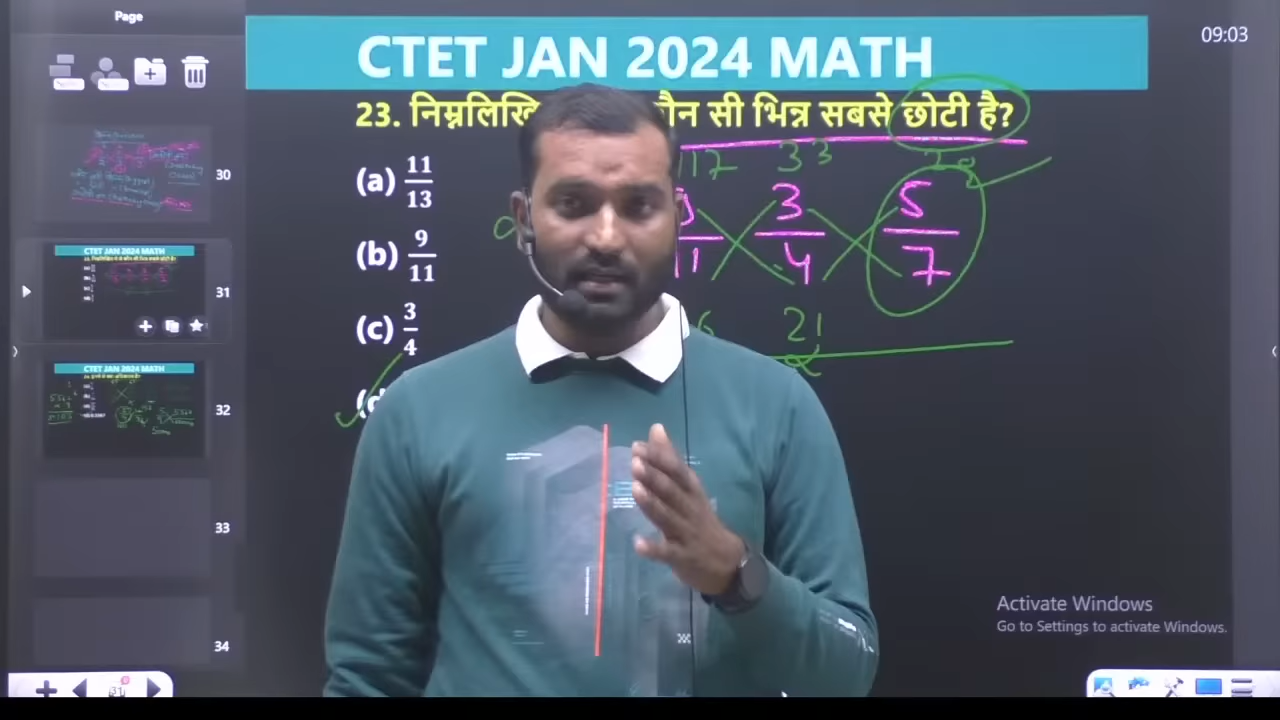 Page
09:03
CTET JAN 2024 MATH
23. कौन सी भिन्न सबसे छोटी है?
117 33
(a) 11/13
3/4 5/7
(b) 9/11
(c) 3/4
21
30
CTET JAN 2024 MATH
31
CTET JAN 2024 MATH
32
33
34
Activate Windows
Go to Settings to activate Windows.
31